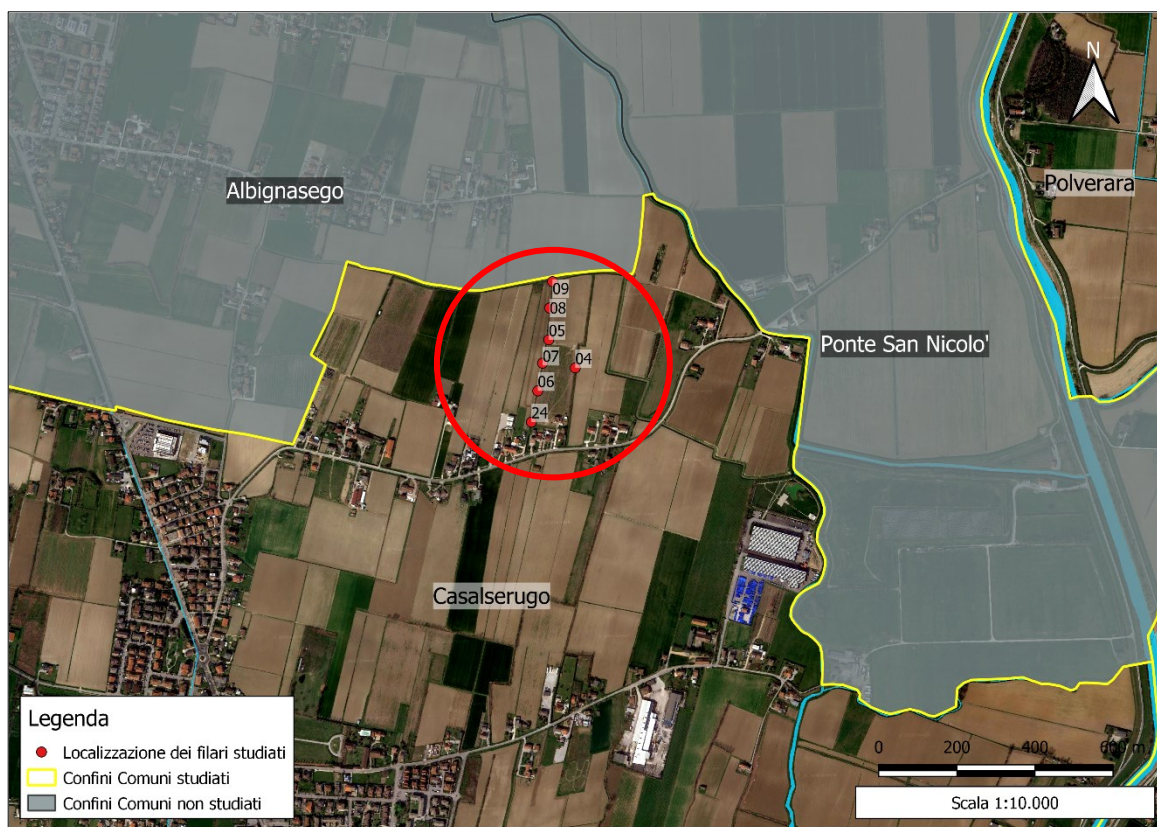 N
Albignasego
Polverara
09
08
05
Ponte San Nicolo'
07
04
06
24
Casalserugo
Legenda
Localizzazione dei filari studiati
Confini Comuni studiati
Confini Comuni non studiati
0 200 400 600 m
Scala 1:10.000